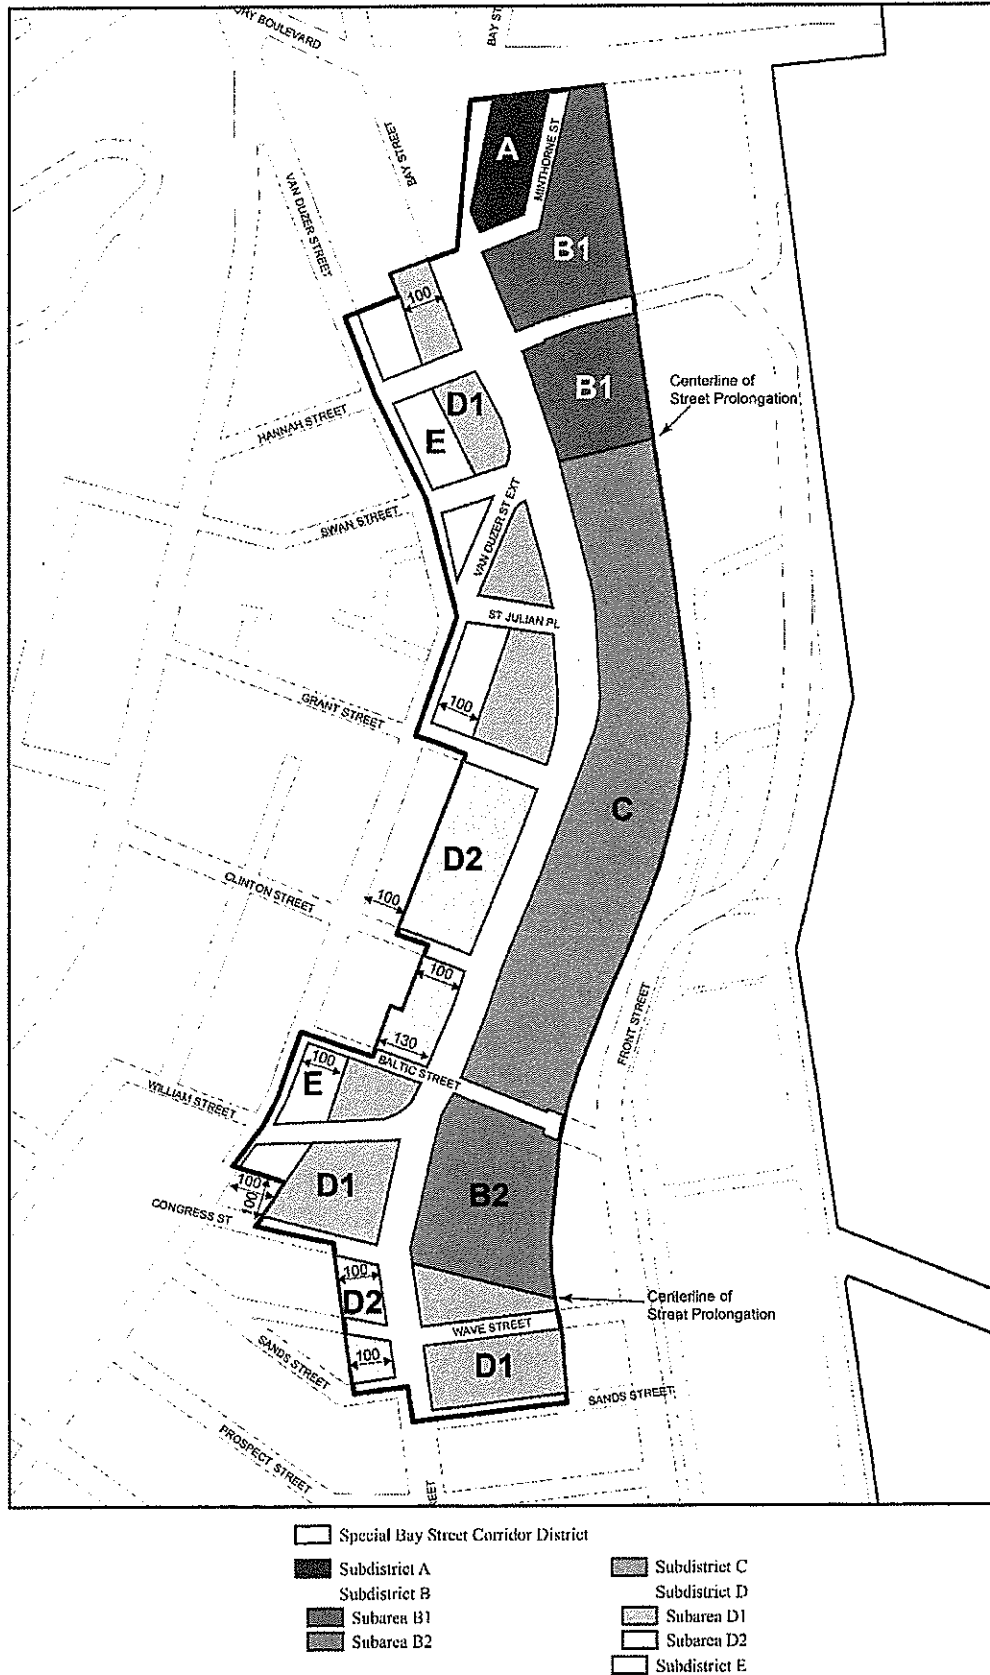 ORY BOULEVARD
BAY ST
BAY STREET
MINTHORNE ST
A
VAN DUZER STREET
B1
100
B1
Centerline of
Street Prolongation
D1
E
HANNAH STREET
VAN DUZER ST EXT
SWAN STREET
ST JULIAN PL
100
GRANT STREET
C
D2
CLINTON STREET
100
100
FRONT STREET
130
BALTIC STREET
100
E
WILLIAM STREET
D1
100
100
B2
CONGRESS ST
100
D2
Centerline of
Street Prolongation
WAVE STREET
SANDS STREET
100
D1
SANDS STREET
PROSPECT STREET
REET
Special Bay Street Corridor District
Subdistrict A
Subdistrict B
Subarea B1
Subarea B2
Subdistrict C
Subdistrict D
Subarea D1
Subarea D2
Subdistrict E